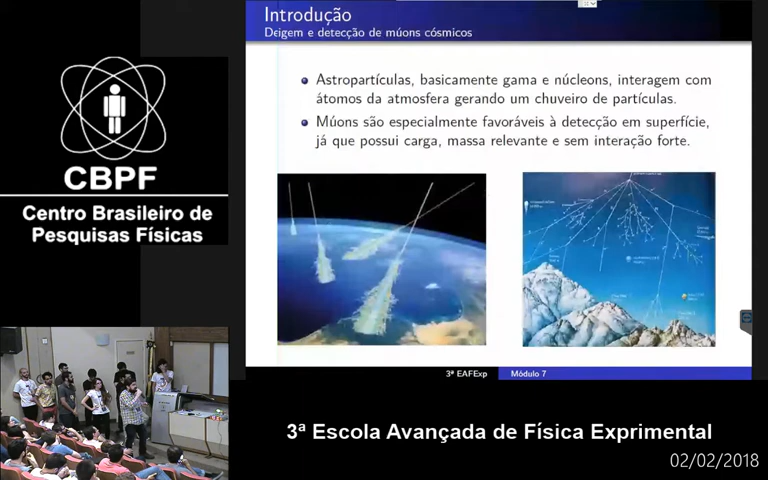 Introdução
Deigem e detecção de múons cósmicos
Astropartículas, basicamente gama e núcleons, interagem com
átomos da atmosfera gerando um chuveiro de partículas.
Múons são especialmente favoráveis à detecção em superfície,
já que possui carga, massa relevante e sem interação forte.
CBPF
Centro Brasileiro de
Pesquisas Físicas
3ª EAFExp
Módulo 7
3ª Escola Avançada de Física Exprimental
02/02/2018